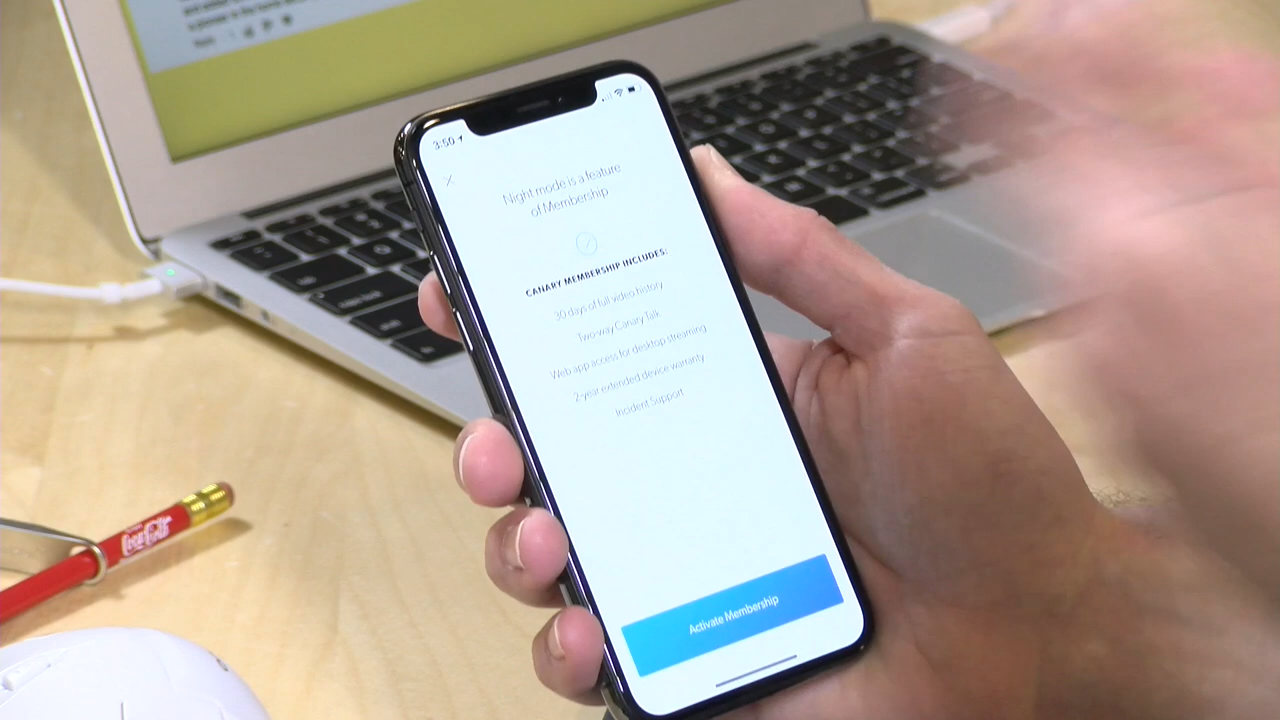 3:50
Night mode is a feature
of Membership
CANARY MEMBERSHIP INCLUDES:
30 days of full video history
Two-way Canary Talk
Web app access for desktop streaming
2-year extended device warranty
Incident Support
Activate Membership
Coca-Cola